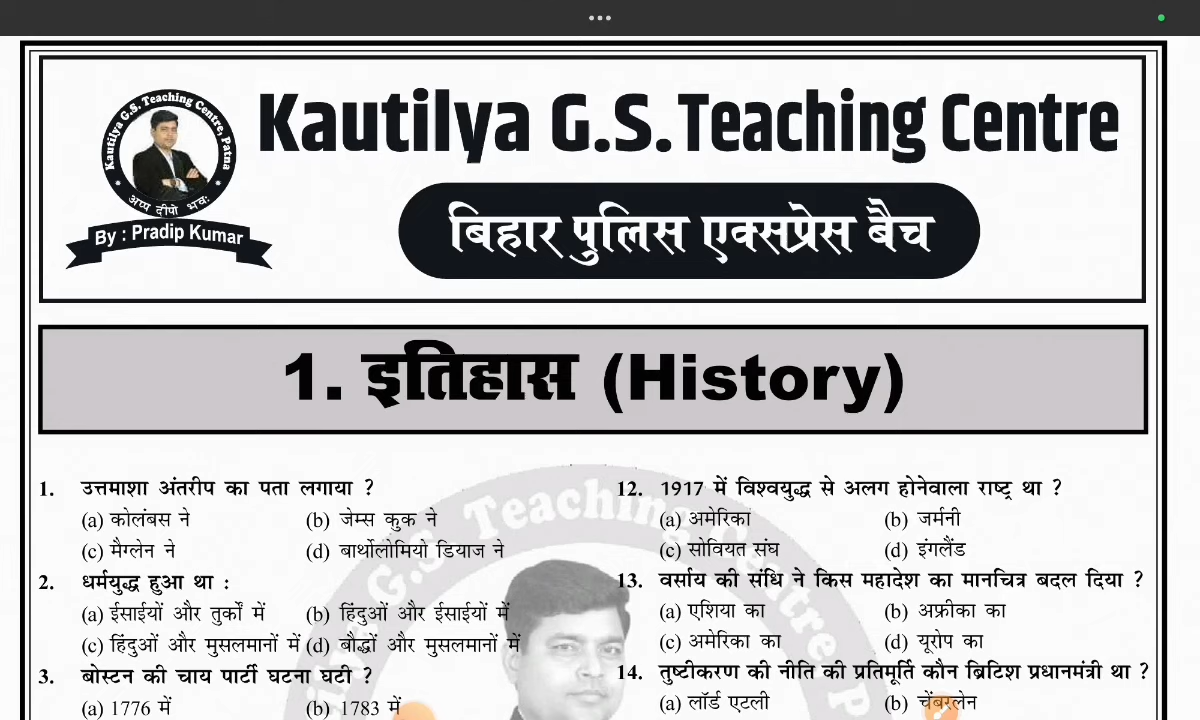 Kautilya G.S. Teaching Centre, Patna
अप्प दीपो भवः
By : Pradip Kumar
Kautilya G.S. Teaching Centre
बिहार पुलिस एक्सप्रेस बैच
1. इतिहास (History)
1. उत्तमाशा अंतरीप का पता लगाया ?
(a) कोलंबस ने (b) जेम्स कुक ने
(c) मैग्लेन ने (d) बार्थोलोमियो डियाज ने
2. धर्मयुद्ध हुआ था :
(a) ईसाईयों और तुर्कों में (b) हिंदुओं और ईसाईयों में
(c) हिंदुओं और मुसलमानों में (d) बौद्धों और मुसलमानों में
3. बोस्टन की चाय पार्टी घटना घटी ?
(a) 1776 में (b) 1783 में
12. 1917 में विश्वयुद्ध से अलग होनेवाला राष्ट्र था ?
(a) अमेरिका (b) जर्मनी
(c) सोवियत संघ (d) इंगलैंड
13. वर्साय की संधि ने किस महादेश का मानचित्र बदल दिया ?
(a) एशिया का (b) अफ्रीका का
(c) अमेरिका का (d) यूरोप का
14. तुष्टीकरण की नीति की प्रतिमूर्ति कौन ब्रिटिश प्रधानमंत्री था ?
(a) लॉर्ड एटली (b) चेंबरलेन